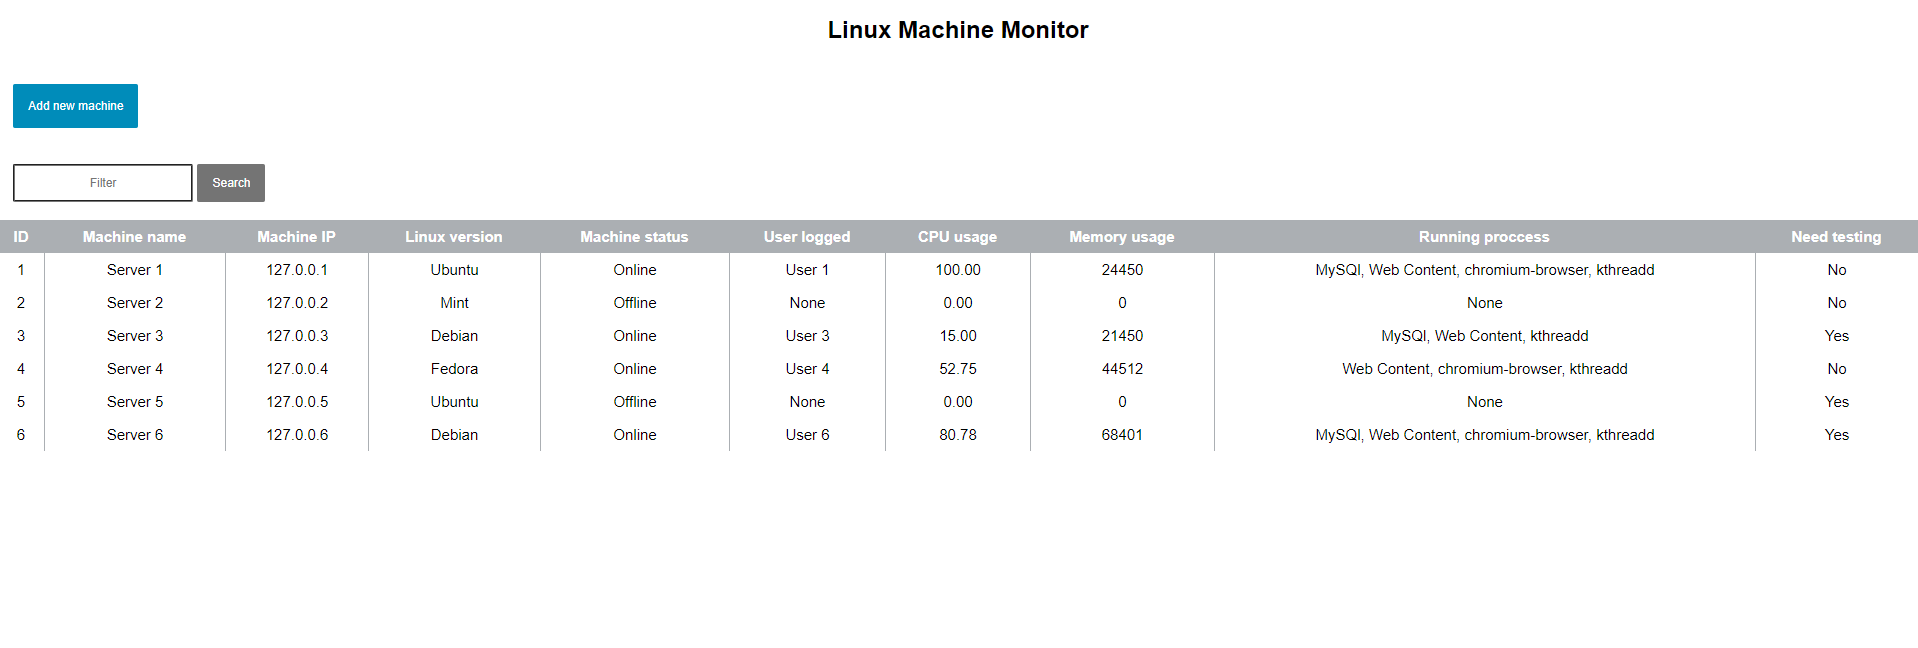 Linux Machine Monitor
Add new machine
Filter Search
ID Machine name Machine IP Linux version Machine status User logged CPU usage Memory usage Running proccess Need testing
1 Server 1 127.0.0.1 Ubuntu Online User 1 100.00 24450 MySQl, Web Content, chromium-browser, kthreadd No
2 Server 2 127.0.0.2 Mint Offline None 0.00 0 None No
3 Server 3 127.0.0.3 Debian Online User 3 15.00 21450 MySQl, Web Content, kthreadd Yes
4 Server 4 127.0.0.4 Fedora Online User 4 52.75 44512 Web Content, chromium-browser, kthreadd No
5 Server 5 127.0.0.5 Ubuntu Offline None 0.00 0 None Yes
6 Server 6 127.0.0.6 Debian Online User 6 80.78 68401 MySQl, Web Content, chromium-browser, kthreadd Yes